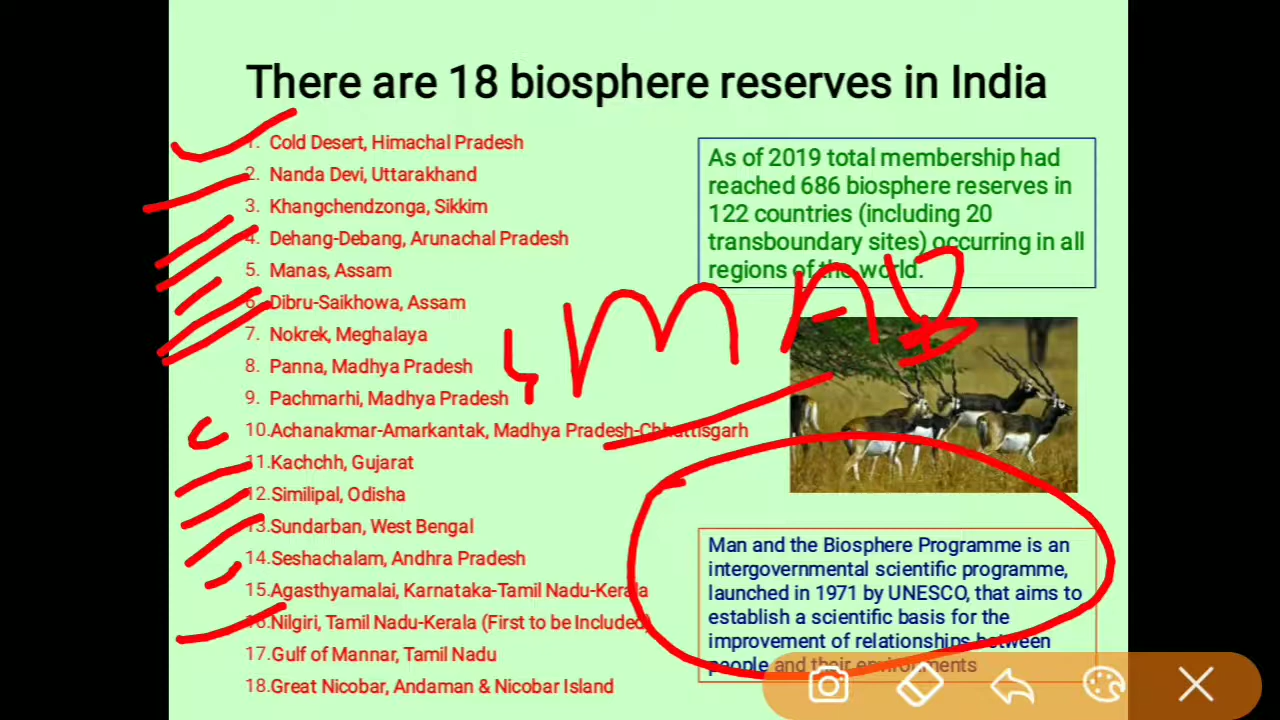 There are 18 biosphere reserves in India
1. Cold Desert, Himachal Pradesh
2. Nanda Devi, Uttarakhand
3. Khangchendzonga, Sikkim
4. Dehang-Debang, Arunachal Pradesh
5. Manas, Assam
6. Dibru-Saikhowa, Assam
7. Nokrek, Meghalaya
8. Panna, Madhya Pradesh
9. Pachmarhi, Madhya Pradesh
10.Achanakmar-Amarkantak, Madhya Pradesh-Chhattisgarh
11.Kachchh, Gujarat
12.Similipal, Odisha
13.Sundarban, West Bengal
14.Seshachalam, Andhra Pradesh
15.Agasthyamalai, Karnataka-Tamil Nadu-Kerala
16.Nilgiri, Tamil Nadu-Kerala (First to be Included)
17.Gulf of Mannar, Tamil Nadu
18.Great Nicobar, Andaman & Nicobar Island
As of 2019 total membership had
reached 686 biosphere reserves in
122 countries (including 20
transboundary sites) occurring in all
regions of the world.
MAB
Man and the Biosphere Programme is an
intergovernmental scientific programme,
launched in 1971 by UNESCO, that aims to
establish a scientific basis for the
improvement of relationships between
people and their environments